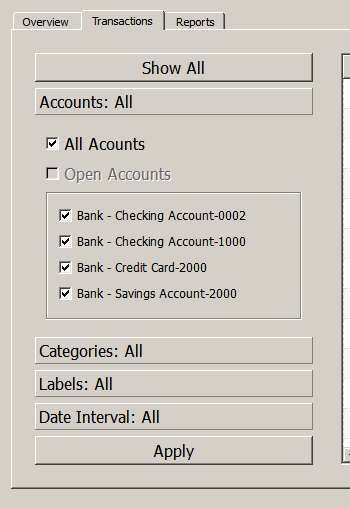 Overview Transactions Reports
Show All
Accounts: All
All Acounts
Open Accounts
Bank - Checking Account-0002
Bank - Checking Account-1000
Bank - Credit Card-2000
Bank - Savings Account-2000
Categories: All
Labels: All
Date Interval: All
Apply